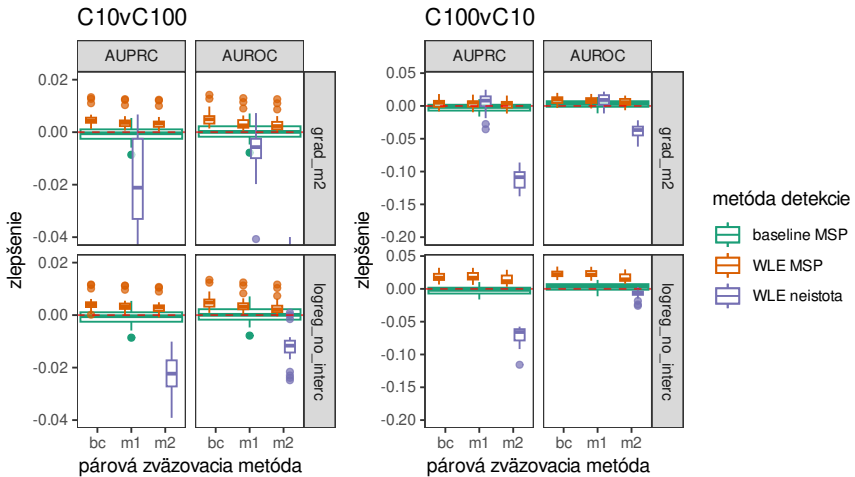 C10vC100
AUPRC AUROC
0.02
0.00
-0.02
-0.04
grad_m2
0.02
0.00
-0.02
-0.04
logreg_no_interc
zlepšenie
bc m1 m2 bc m1 m2
párová zväzovacia metóda
C100vC10
AUPRC AUROC
0.05
0.00
-0.05
-0.10
-0.15
-0.20
grad_m2
0.05
0.00
-0.05
-0.10
-0.15
-0.20
logreg_no_interc
zlepšenie
bc m1 m2 bc m1 m2
párová zväzovacia metóda
metóda detekcie
baseline MSP
WLE MSP
WLE neistota